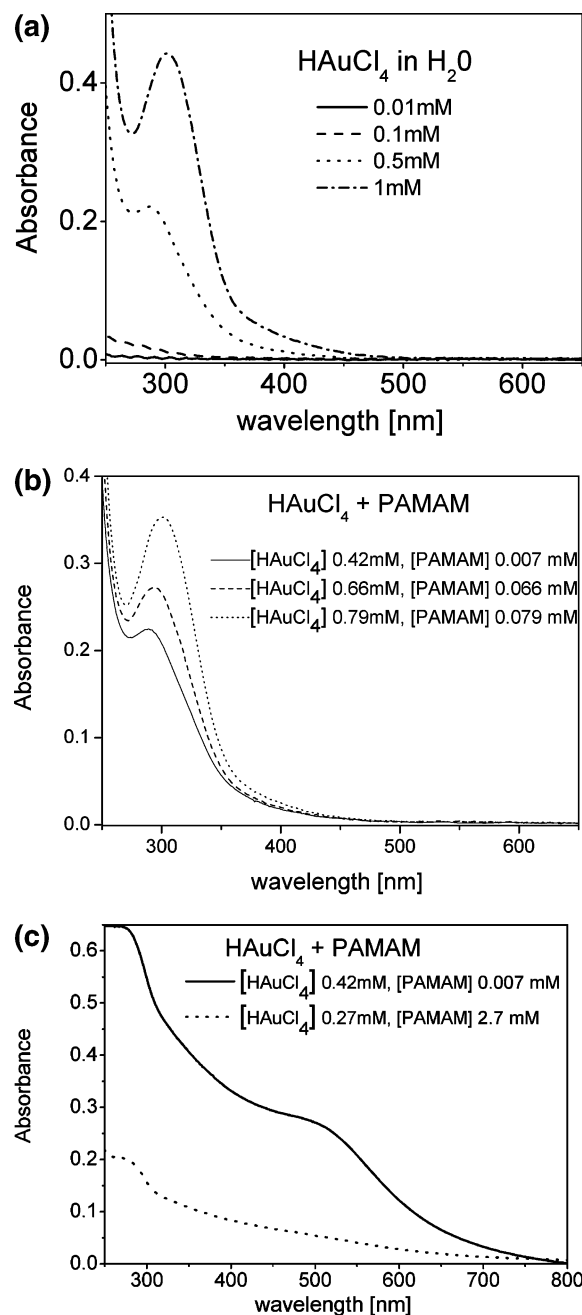 (a)
HAuCl4 in H20
0.01mM
0.1mM
0.5mM
1mM
Absorbance
0.4
0.2
0.0
300 400 500 600
wavelength [nm]
(b)
HAuCl4 + PAMAM
[HAuCl4] 0.42mM, [PAMAM] 0.007 mM
[HAuCl4] 0.66mM, [PAMAM] 0.066 mM
[HAuCl4] 0.79mM, [PAMAM] 0.079 mM
Absorbance
0.4
0.3
0.2
0.1
0.0
300 400 500 600
wavelength [nm]
(c)
HAuCl4 + PAMAM
[HAuCl4] 0.42mM, [PAMAM] 0.007 mM
[HAuCl4] 0.27mM, [PAMAM] 2.7 mM
Absorbance
0.6
0.5
0.4
0.3
0.2
0.1
0.0
300 400 500 600 700 800
wavelength [nm]